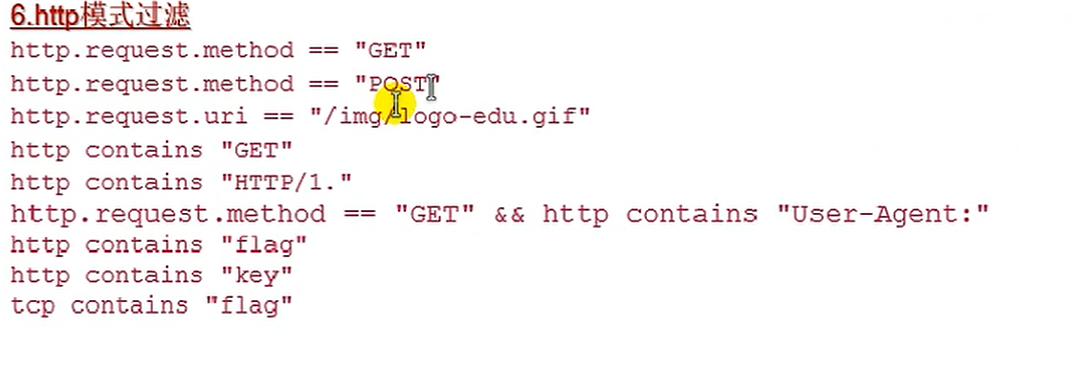 6.http模式过滤
http.request.method == "GET"
http.request.method == "POST"
http.request.uri == "/img/logo-edu.gif"
http contains "GET"
http contains "HTTP/1."
http.request.method == "GET" && http contains "User-Agent:"
http contains "flag"
http contains "key"
tcp contains "flag"